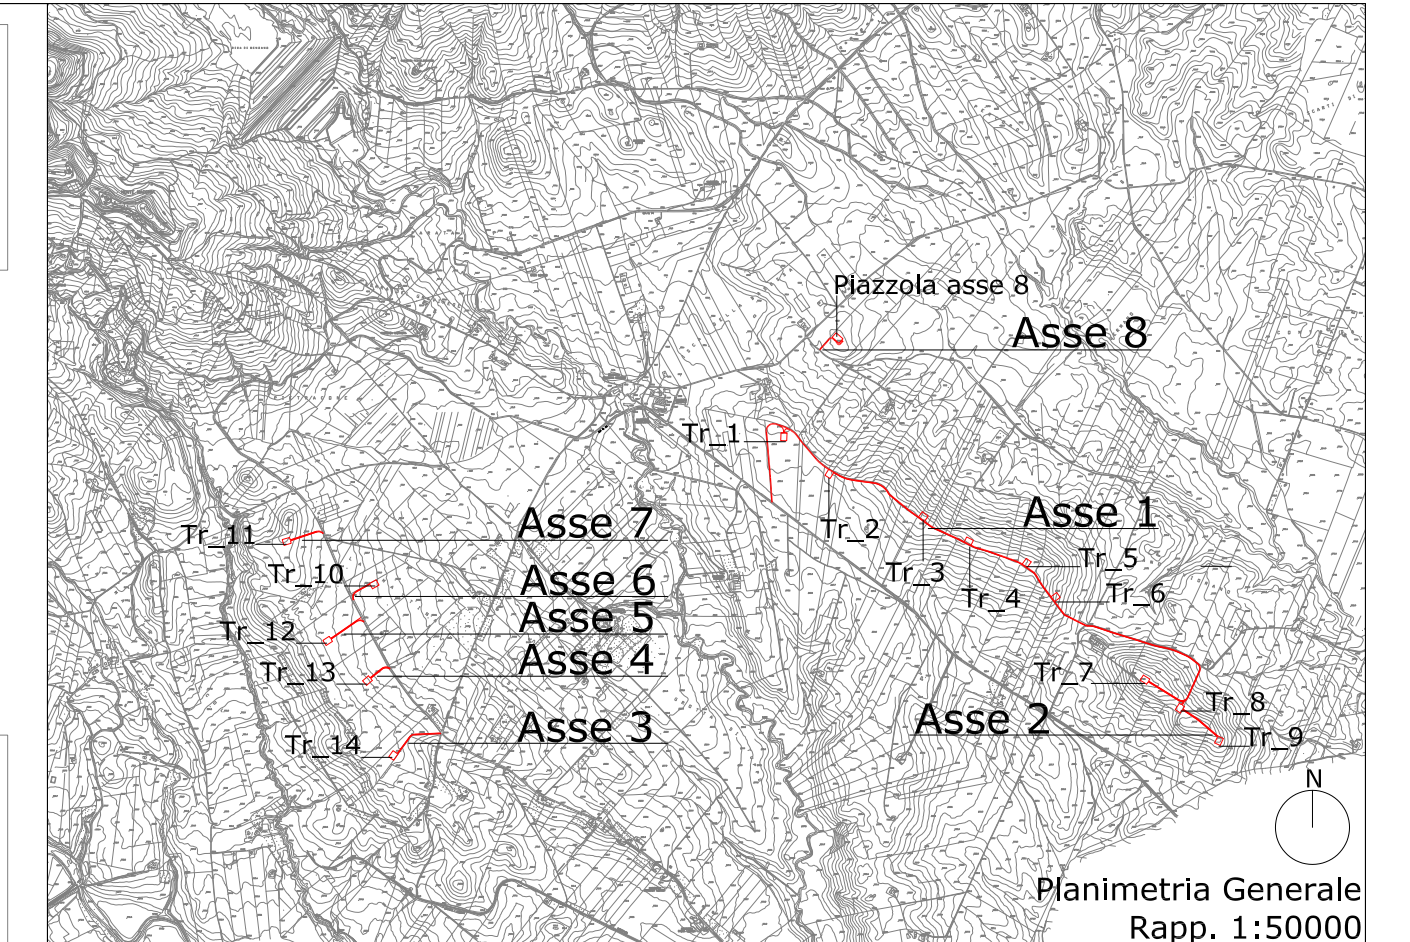 Piazzola asse 8
Asse 8
Tr_1
Asse 1
Tr_2
Tr_3
Tr_4
Tr_5
Tr_6
Tr_7
Tr_8
Asse 2
Tr_9
Asse 7
Tr_11
Tr_10
Asse 6
Asse 5
Tr_12
Asse 4
Tr_13
Asse 3
Tr_14
N
Planimetria Generale
Rapp. 1:50000